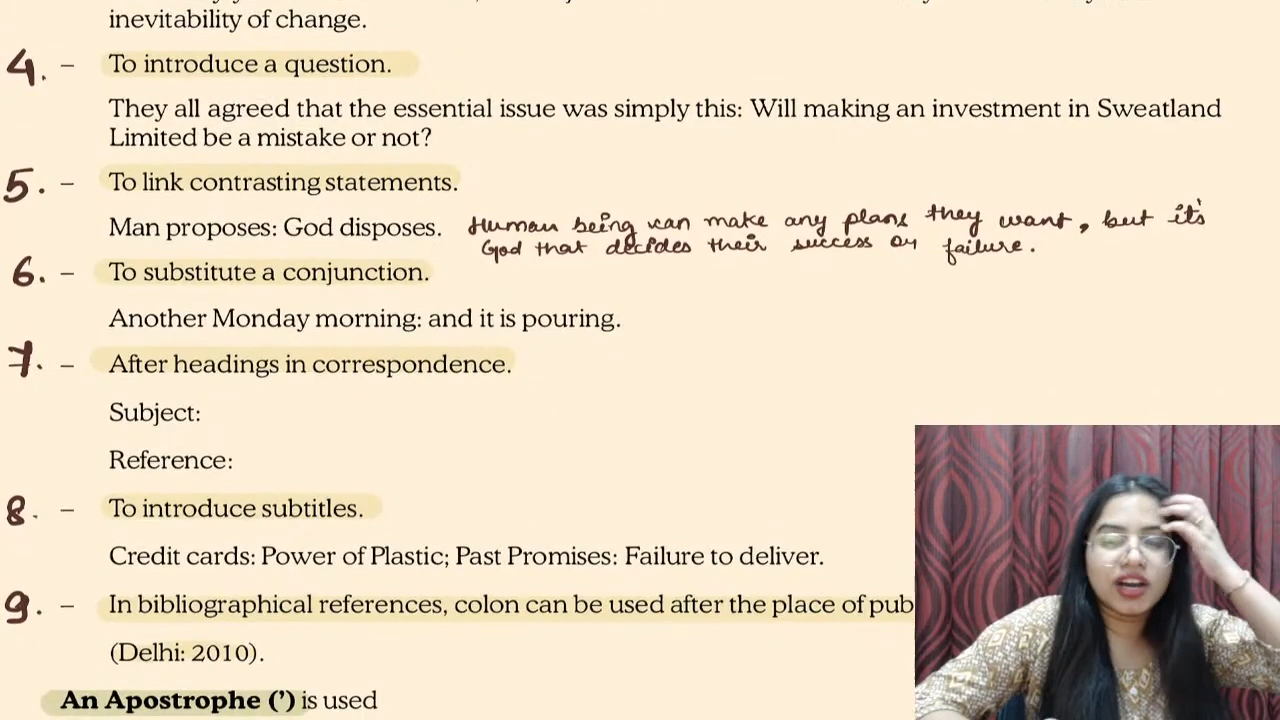 inevitability of change.
4. – To introduce a question.
They all agreed that the essential issue was simply this: Will making an investment in Sweatland
Limited be a mistake or not?
5. – To link contrasting statements.
Man proposes: God disposes. Human being can make any plans they want, but it's
God that decides their success or failure.
6. – To substitute a conjunction.
Another Monday morning: and it is pouring.
7. – After headings in correspondence.
Subject:
Reference:
8. – To introduce subtitles.
Credit cards: Power of Plastic; Past Promises: Failure to deliver.
9. – In bibliographical references, colon can be used after the place of pub
(Delhi: 2010).
An Apostrophe (’) is used